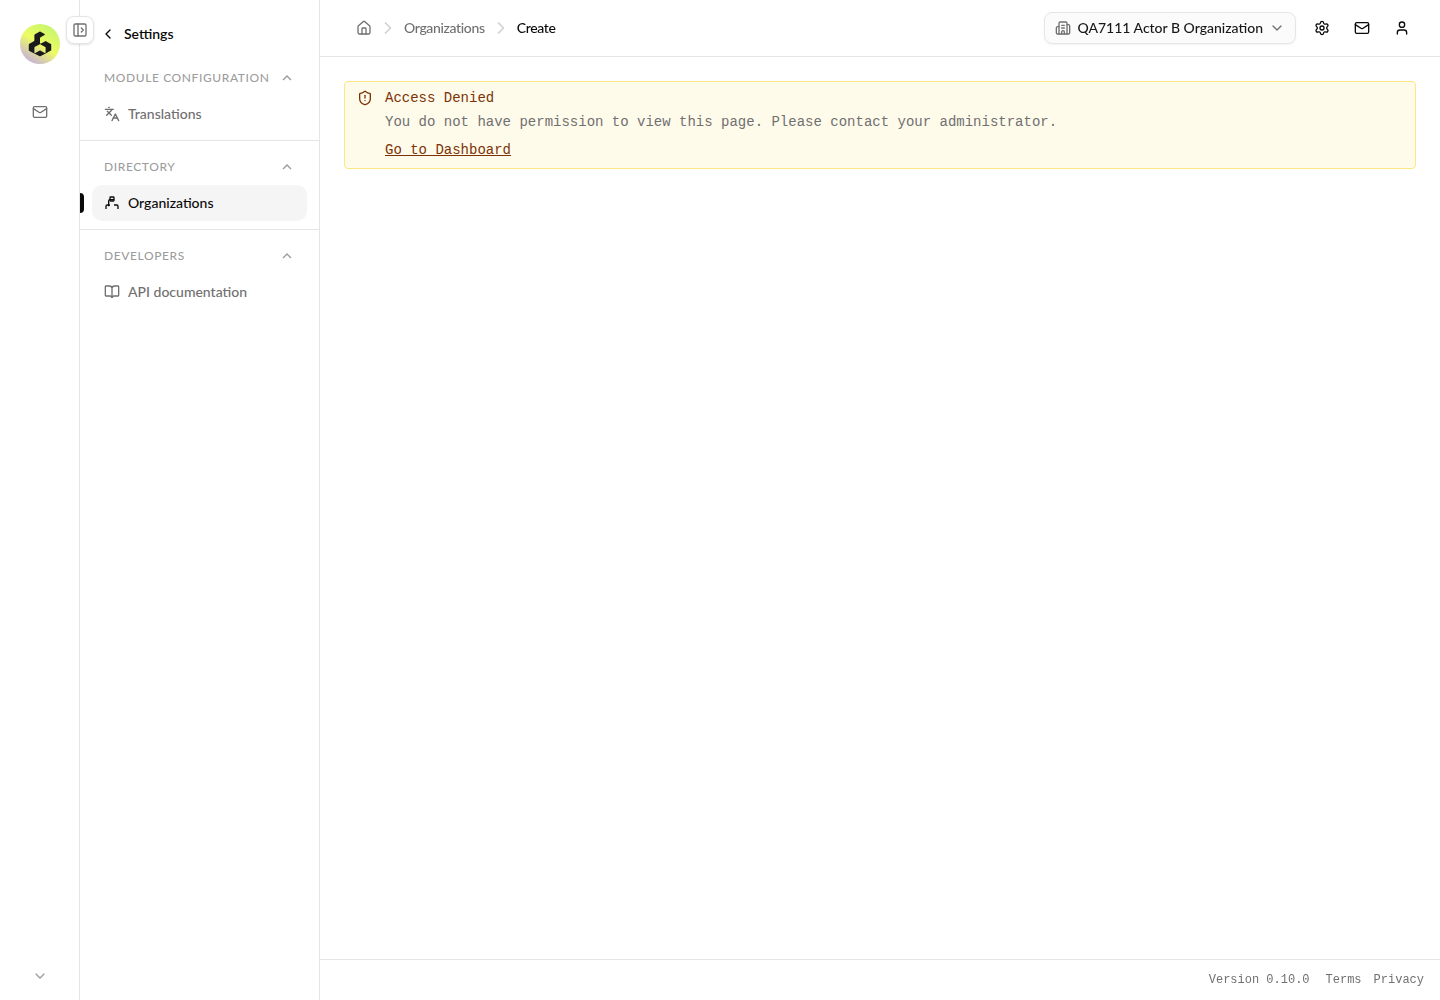 Settings
MODULE CONFIGURATION
Translations
DIRECTORY
Organizations
DEVELOPERS
API documentation
Organizations
Create
QA7111 Actor B Organization
Access Denied
You do not have permission to view this page. Please contact your administrator.
Go to Dashboard
Version 0.10.0
Terms
Privacy